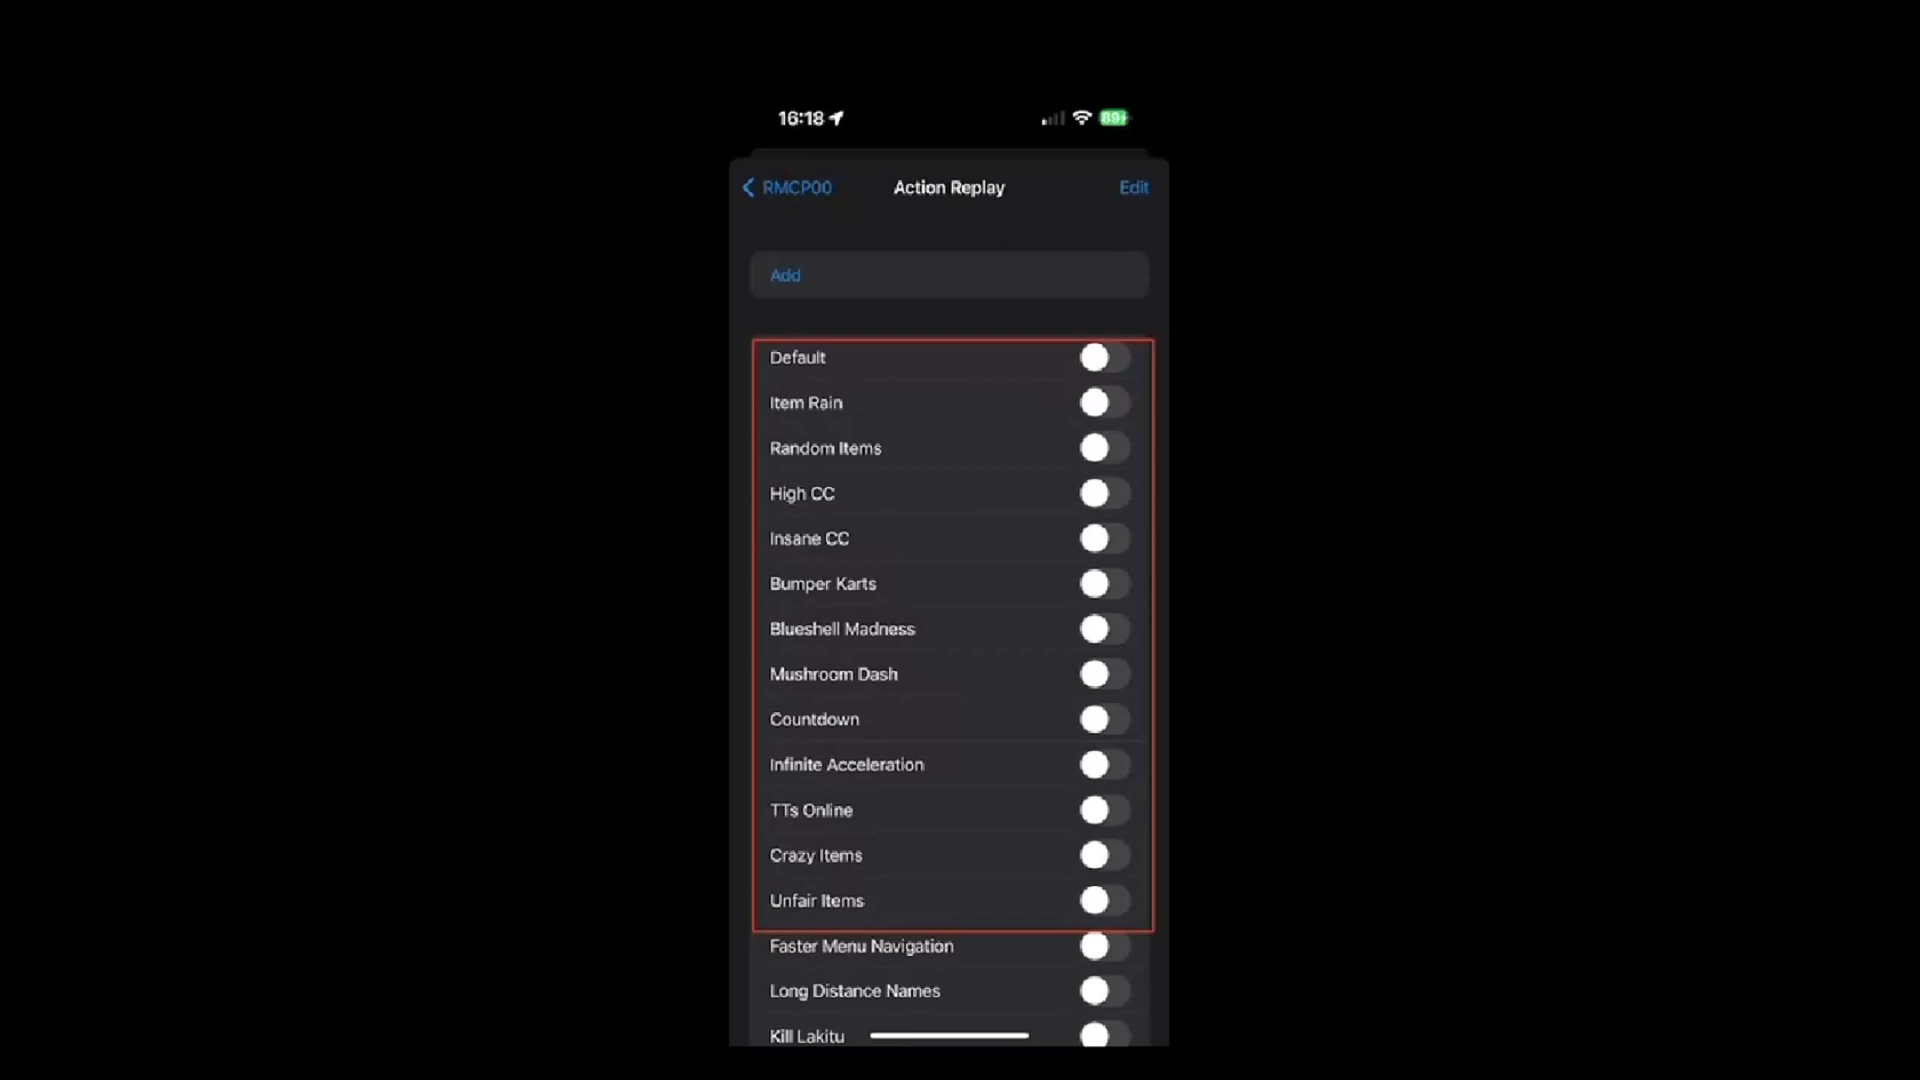 16:18
89
RMCP00 Action Replay Edit
Add
Default
Item Rain
Random Items
High CC
Insane CC
Bumper Karts
Blueshell Madness
Mushroom Dash
Countdown
Infinite Acceleration
TTs Online
Crazy Items
Unfair Items
Faster Menu Navigation
Long Distance Names
Kill Lakitu